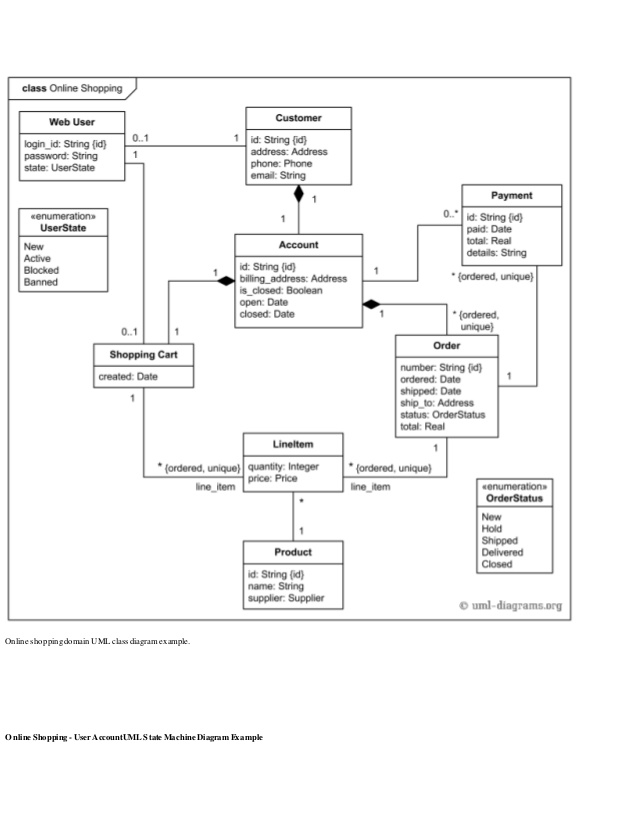 class Online Shopping
Web User
login_id: String {id}
password: String
state: UserState
0..1
1
1
Customer
id: String {id}
address: Address
phone: Phone
email: String
1
1
«enumeration»
UserState
New
Active
Blocked
Banned
Payment
id: String {id}
paid: Date
total: Real
details: String
0..*
* {ordered, unique}
Account
id: String {id}
billing_address: Address
is_closed: Boolean
open: Date
closed: Date
1
1
1
* {ordered,
unique}
0..1
1
Shopping Cart
created: Date
1
Order
number: String {id}
ordered: Date
shipped: Date
ship_to: Address
status: OrderStatus
total: Real
1
1
LineItem
quantity: Integer
price: Price
* {ordered, unique}
line_item
* {ordered, unique}
line_item
*
1
Product
id: String {id}
name: String
supplier: Supplier
«enumeration»
OrderStatus
New
Hold
Shipped
Delivered
Closed
© uml-diagrams.org
Online shopping domain UML class diagram example.
Online Shopping - User Account UML State Machine Diagram Example